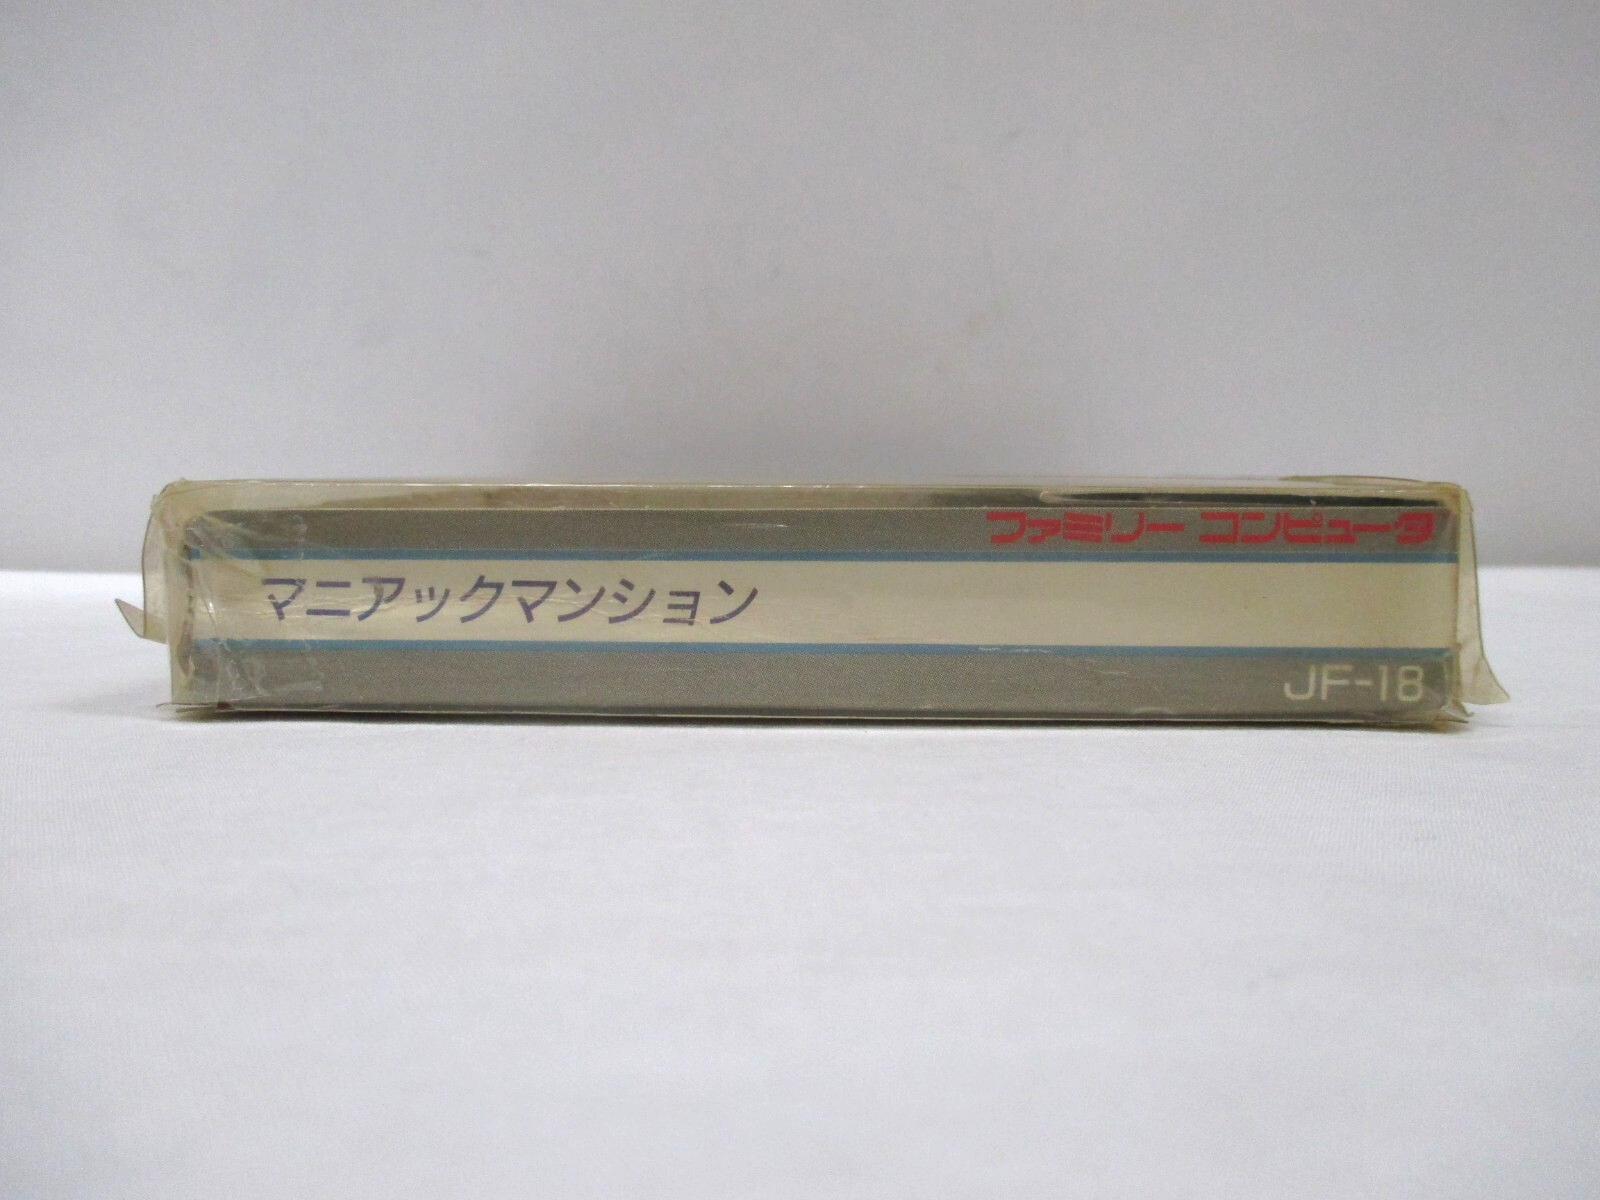 ファミリー コンピュータ
マニアックマンション
JF-18